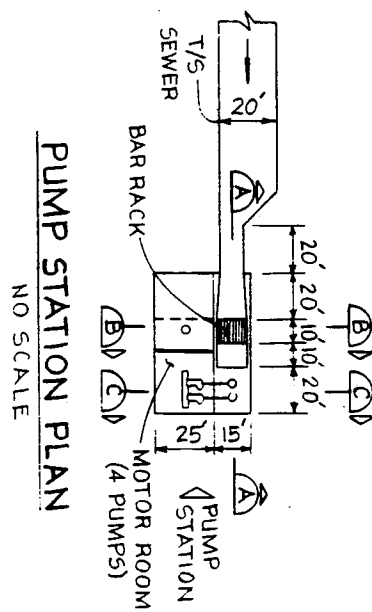 T/S
SEWER
20'
BAR RACK
A
20'
20'
10'
10'
20'
B
B
C
C
25'
15'
A
PUMP
STATION
MOTOR ROOM
(4 PUMPS)
PUMP STATION PLAN
NO SCALE